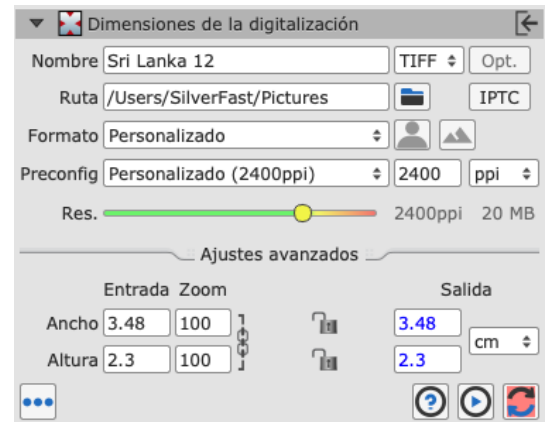 Dimensiones de la digitalización
Nombre Sri Lanka 12 TIFF Opt.
Ruta /Users/SilverFast/Pictures IPTC
Formato Personalizado
Preconfig Personalizado (2400ppi) 2400 ppi
Res. 2400ppi 20 MB
Ajustes avanzados
Entrada Zoom Salida
Ancho 3.48 100 3.48
cm
Altura 2.3 100 2.3